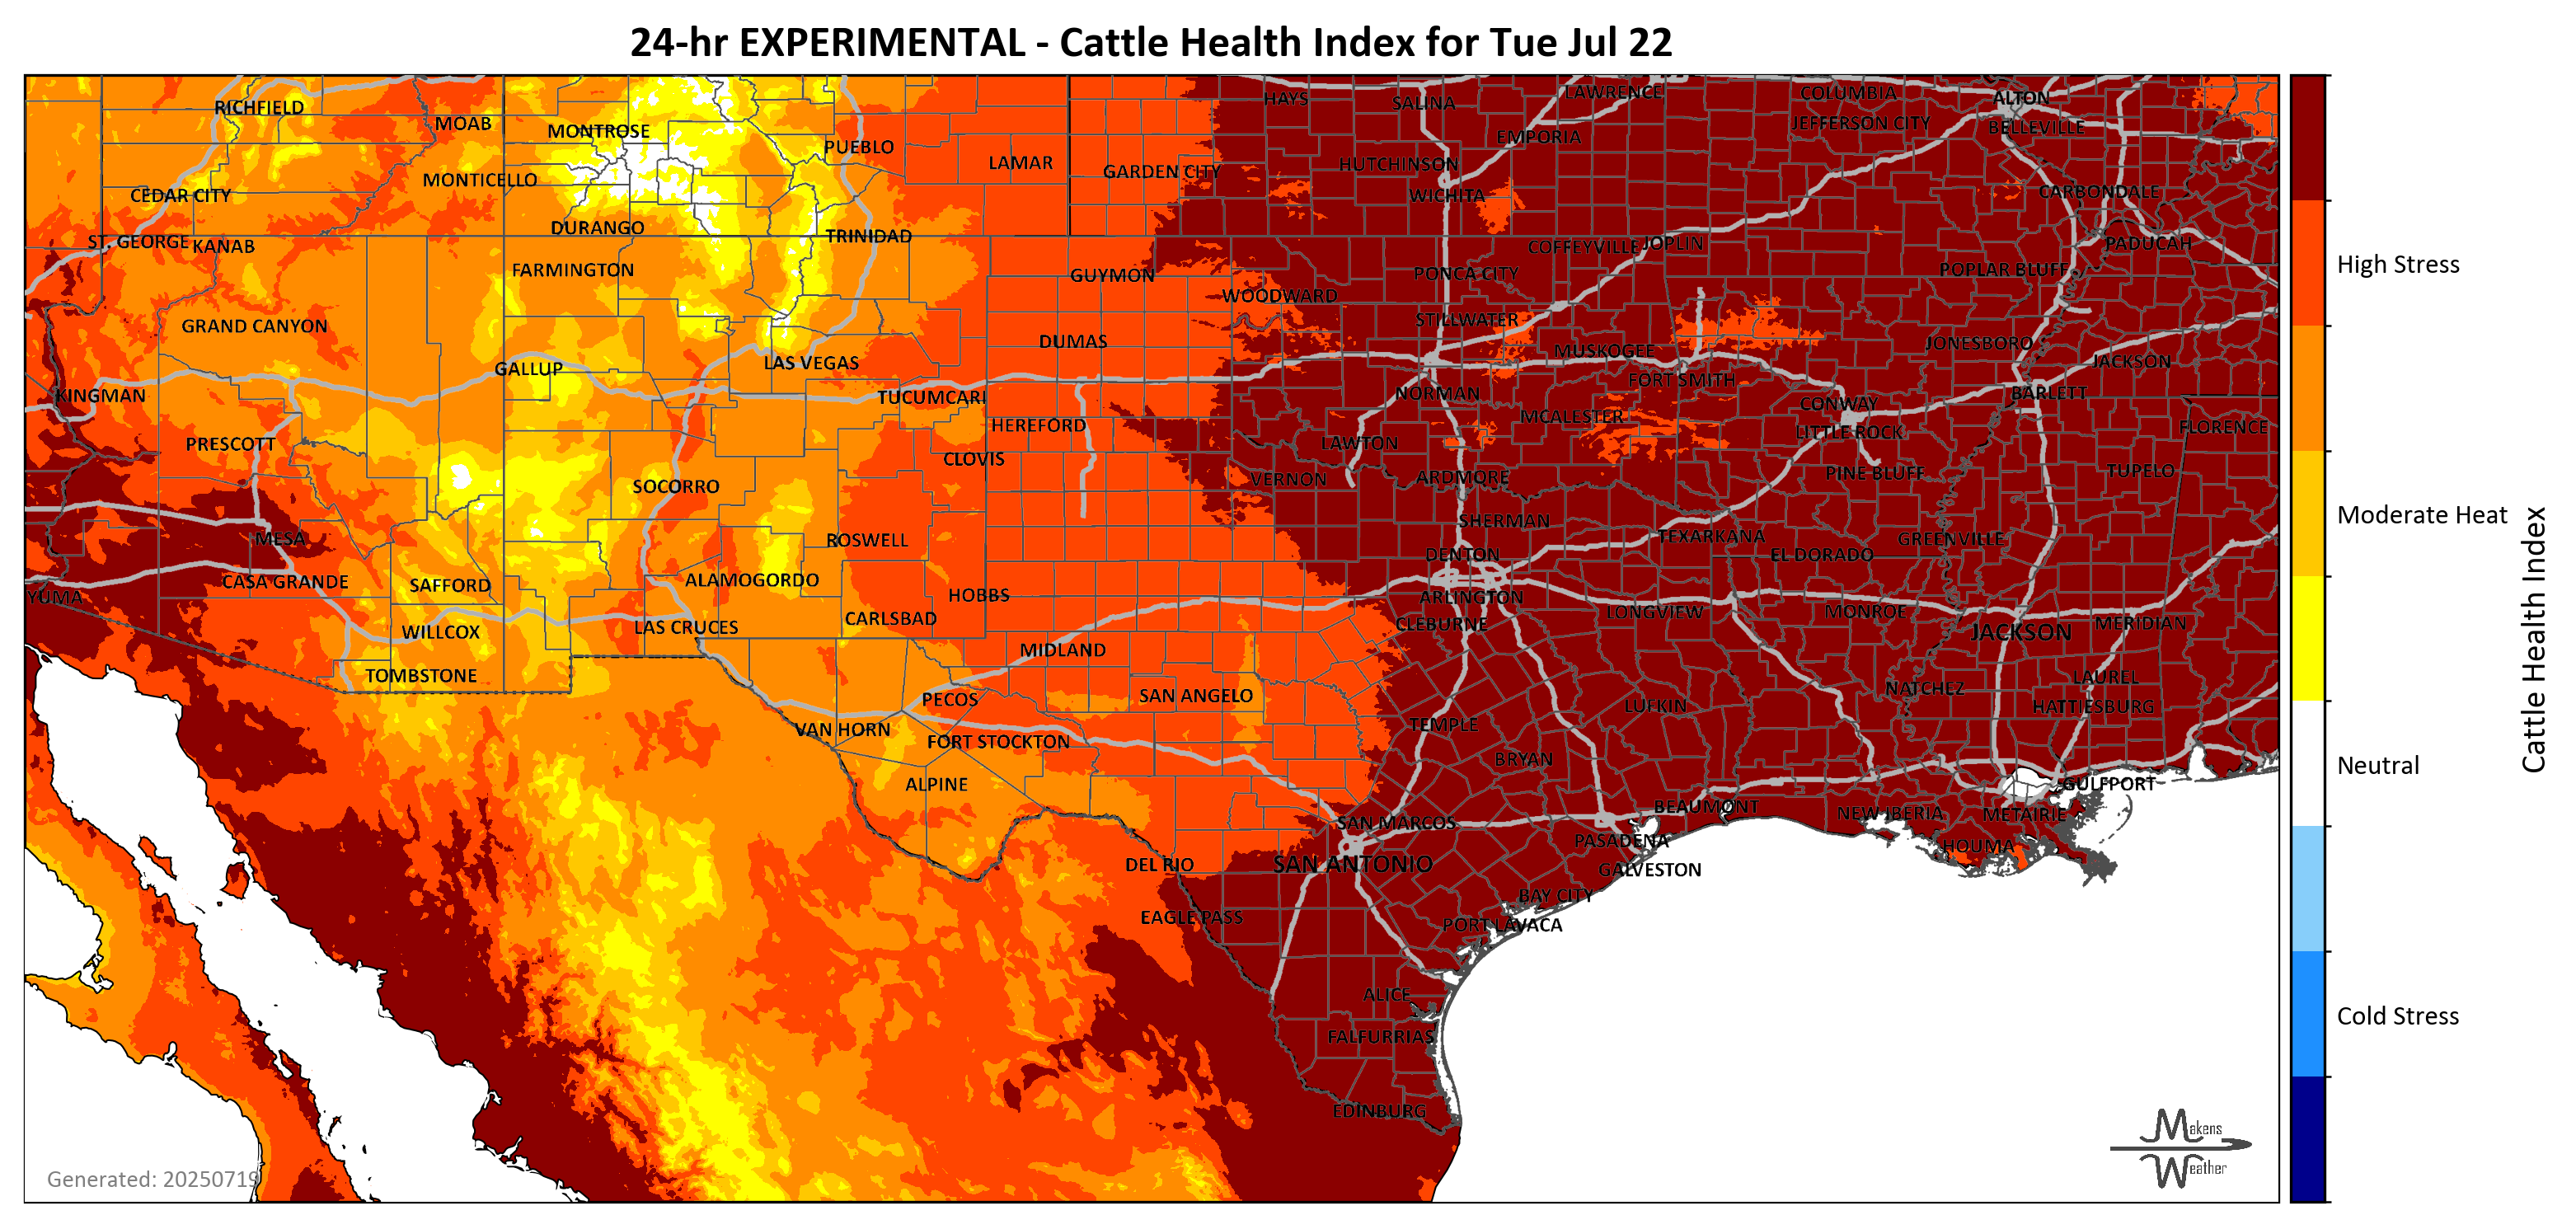 24-hr EXPERIMENTAL - Cattle Health Index for Tue Jul 22
RICHFIELD
MOAB
MONTROSE
PUEBLO
LAMAR
GARDEN CITY
HAYS
SALINA
LAWRENCE
EMPORIA
COLUMBIA
JEFFERSON CITY
ALTON
BELLEVILLE
HUTCHINSON
WICHITA
CARBONDALE
CEDAR CITY
MONTICELLO
DURANGO
TRINIDAD
ST. GEORGE
KANAB
COFFEYVILLE
JOPLIN
PADUCAH
FARMINGTON
GUYMON
PONCA CITY
POPLAR BLUFF
High Stress
WOODWARD
GRAND CANYON
STILLWATER
DUMAS
MUSKOGEE
JONESBORO
JACKSON
GALLUP
LAS VEGAS
FORT SMITH
KINGMAN
TUCUMCARI
NORMAN
BARLETT
CONWAY
MCALESTER
HEREFORD
FLORENCE
PRESCOTT
LAWTON
LITTLE ROCK
CLOVIS
VERNON
ARDMORE
PINE BLUFF
TUPELO
SOCORRO
Moderate Heat
SHERMAN
MESA
ROSWELL
TEXARKANA
GREENVILLE
DENTON
EL DORADO
CASA GRANDE
SAFFORD
ALAMOGORDO
YUMA
HOBBS
ARLINGTON
LONGVIEW
MONROE
CARLSBAD
CLEBURNE
MERIDIAN
WILLCOX
LAS CRUCES
JACKSON
Cattle Health Index
MIDLAND
TOMBSTONE
LAUREL
PECOS
SAN ANGELO
NATCHEZ
LUFKIN
HATTIESBURG
VAN HORN
TEMPLE
FORT STOCKTON
BRYAN
Neutral
ALPINE
GULFPORT
BEAUMONT
NEW IBERIA
METAIRIE
SAN MARCOS
PASADENA
HOUMA
DEL RIO
SAN ANTONIO
GALVESTON
BAY CITY
EAGLE PASS
PORT LAVACA
ALICE
Cold Stress
FALFURRIAS
EDINBURG
Makens
Weather
Generated: 20250719